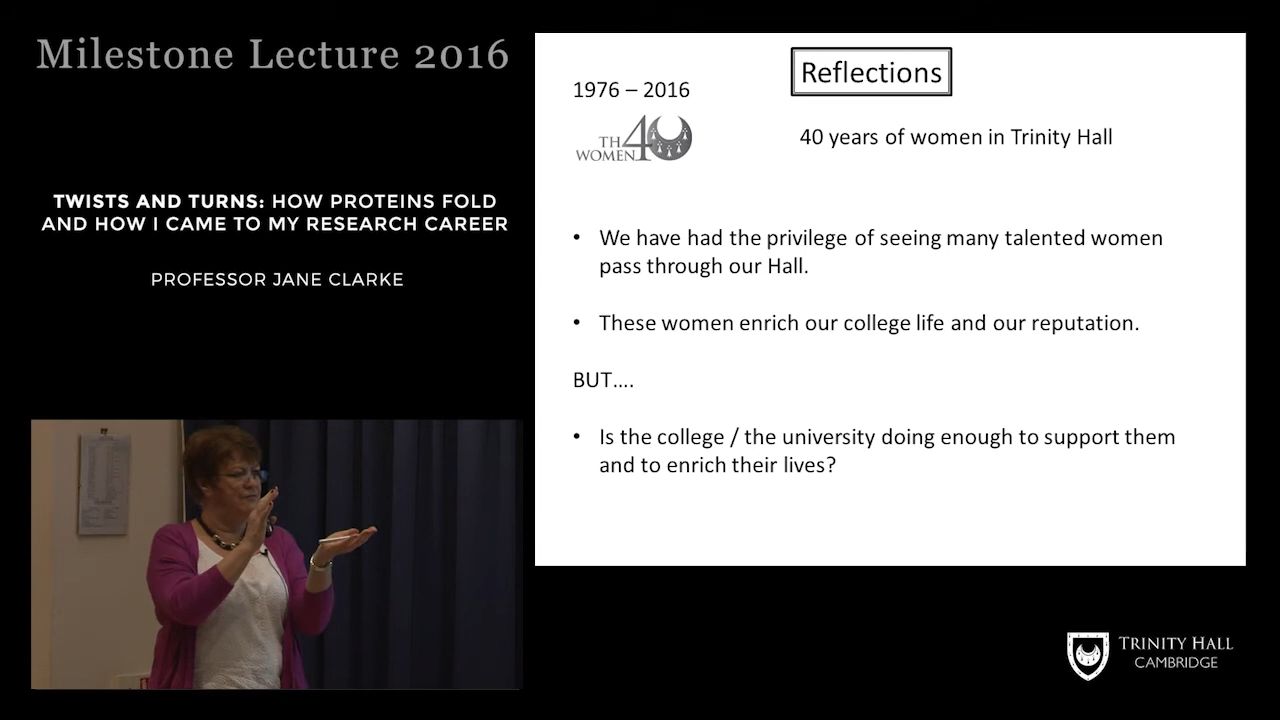 Milestone Lecture 2016
TWISTS AND TURNS: HOW PROTEINS FOLD
AND HOW I CAME TO MY RESEARCH CAREER
PROFESSOR JANE CLARKE
Reflections
1976 – 2016
TH 40
WOMEN
40 years of women in Trinity Hall
• We have had the privilege of seeing many talented women
pass through our Hall.
• These women enrich our college life and our reputation.
BUT....
• Is the college / the university doing enough to support them
and to enrich their lives?
TRINITY HALL
CAMBRIDGE